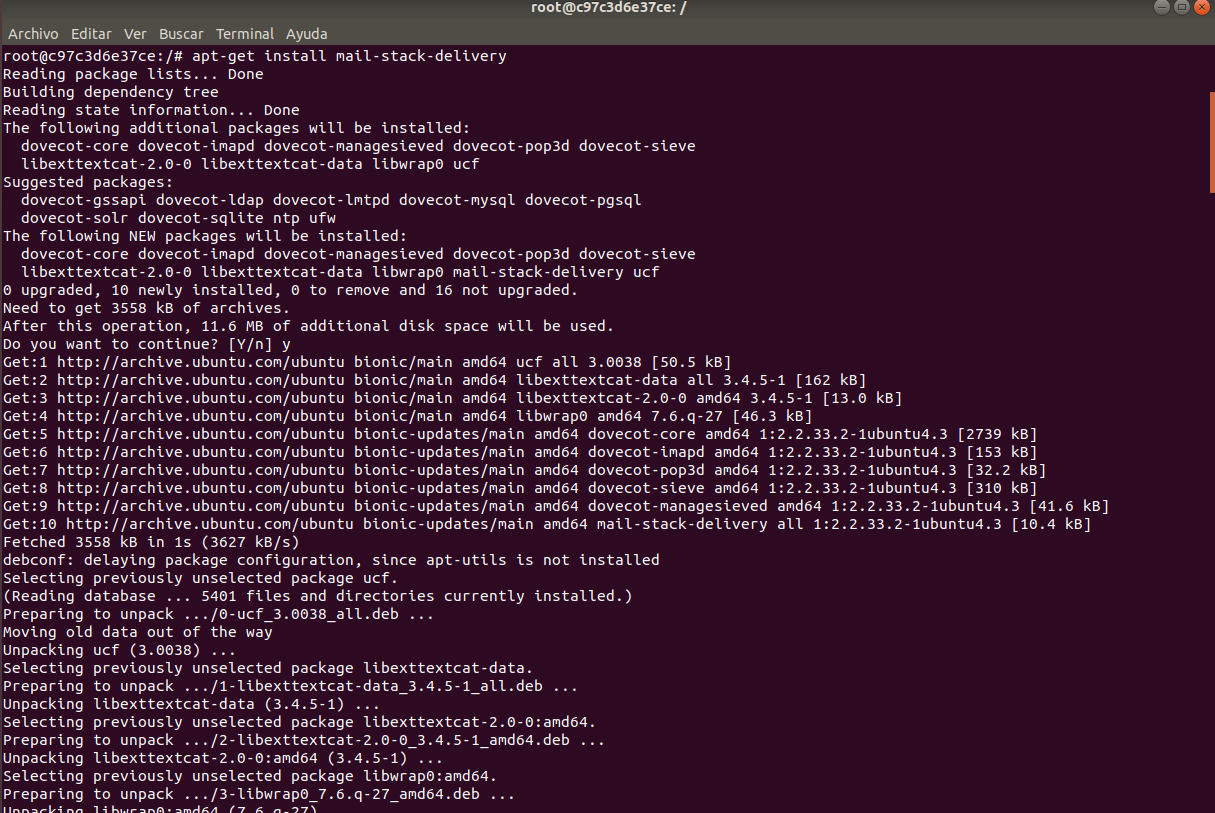 root@c97c3d6e37ce: /
Archivo Editar Ver Buscar Terminal Ayuda
root@c97c3d6e37ce:/# apt-get install mail-stack-delivery
Reading package lists... Done
Building dependency tree
Reading state information... Done
The following additional packages will be installed:
  dovecot-core dovecot-imapd dovecot-managesieved dovecot-pop3d dovecot-sieve
  libexttextcat-2.0-0 libexttextcat-data libwrap0 ucf
Suggested packages:
  dovecot-gssapi dovecot-ldap dovecot-lmtpd dovecot-mysql dovecot-pgsql
  dovecot-solr dovecot-sqlite ntp ufw
The following NEW packages will be installed:
  dovecot-core dovecot-imapd dovecot-managesieved dovecot-pop3d dovecot-sieve
  libexttextcat-2.0-0 libexttextcat-data libwrap0 mail-stack-delivery ucf
0 upgraded, 10 newly installed, 0 to remove and 16 not upgraded.
Need to get 3558 kB of archives.
After this operation, 11.6 MB of additional disk space will be used.
Do you want to continue? [Y/n] y
Get:1 http://archive.ubuntu.com/ubuntu bionic/main amd64 ucf all 3.0038 [50.5 kB]
Get:2 http://archive.ubuntu.com/ubuntu bionic/main amd64 libexttextcat-data all 3.4.5-1 [162 kB]
Get:3 http://archive.ubuntu.com/ubuntu bionic/main amd64 libexttextcat-2.0-0 amd64 3.4.5-1 [13.0 kB]
Get:4 http://archive.ubuntu.com/ubuntu bionic/main amd64 libwrap0 amd64 7.6.q-27 [46.3 kB]
Get:5 http://archive.ubuntu.com/ubuntu bionic-updates/main amd64 dovecot-core amd64 1:2.2.33.2-1ubuntu4.3 [2739 kB]
Get:6 http://archive.ubuntu.com/ubuntu bionic-updates/main amd64 dovecot-imapd amd64 1:2.2.33.2-1ubuntu4.3 [153 kB]
Get:7 http://archive.ubuntu.com/ubuntu bionic-updates/main amd64 dovecot-pop3d amd64 1:2.2.33.2-1ubuntu4.3 [32.2 kB]
Get:8 http://archive.ubuntu.com/ubuntu bionic-updates/main amd64 dovecot-sieve amd64 1:2.2.33.2-1ubuntu4.3 [310 kB]
Get:9 http://archive.ubuntu.com/ubuntu bionic-updates/main amd64 dovecot-managesieved amd64 1:2.2.33.2-1ubuntu4.3 [41.6 kB]
Get:10 http://archive.ubuntu.com/ubuntu bionic-updates/main amd64 mail-stack-delivery all 1:2.2.33.2-1ubuntu4.3 [10.4 kB]
Fetched 3558 kB in 1s (3627 kB/s)
debconf: delaying package configuration, since apt-utils is not installed
Selecting previously unselected package ucf.
(Reading database ... 5401 files and directories currently installed.)
Preparing to unpack .../0-ucf_3.0038_all.deb ...
Moving old data out of the way
Unpacking ucf (3.0038) ...
Selecting previously unselected package libexttextcat-data.
Preparing to unpack .../1-libexttextcat-data_3.4.5-1_all.deb ...
Unpacking libexttextcat-data (3.4.5-1) ...
Selecting previously unselected package libexttextcat-2.0-0:amd64.
Preparing to unpack .../2-libexttextcat-2.0-0_3.4.5-1_amd64.deb ...
Unpacking libexttextcat-2.0-0:amd64 (3.4.5-1) ...
Selecting previously unselected package libwrap0:amd64.
Preparing to unpack .../3-libwrap0_7.6.q-27_amd64.deb ...
Unpacking libwrap0:amd64 (7.6.q-27)